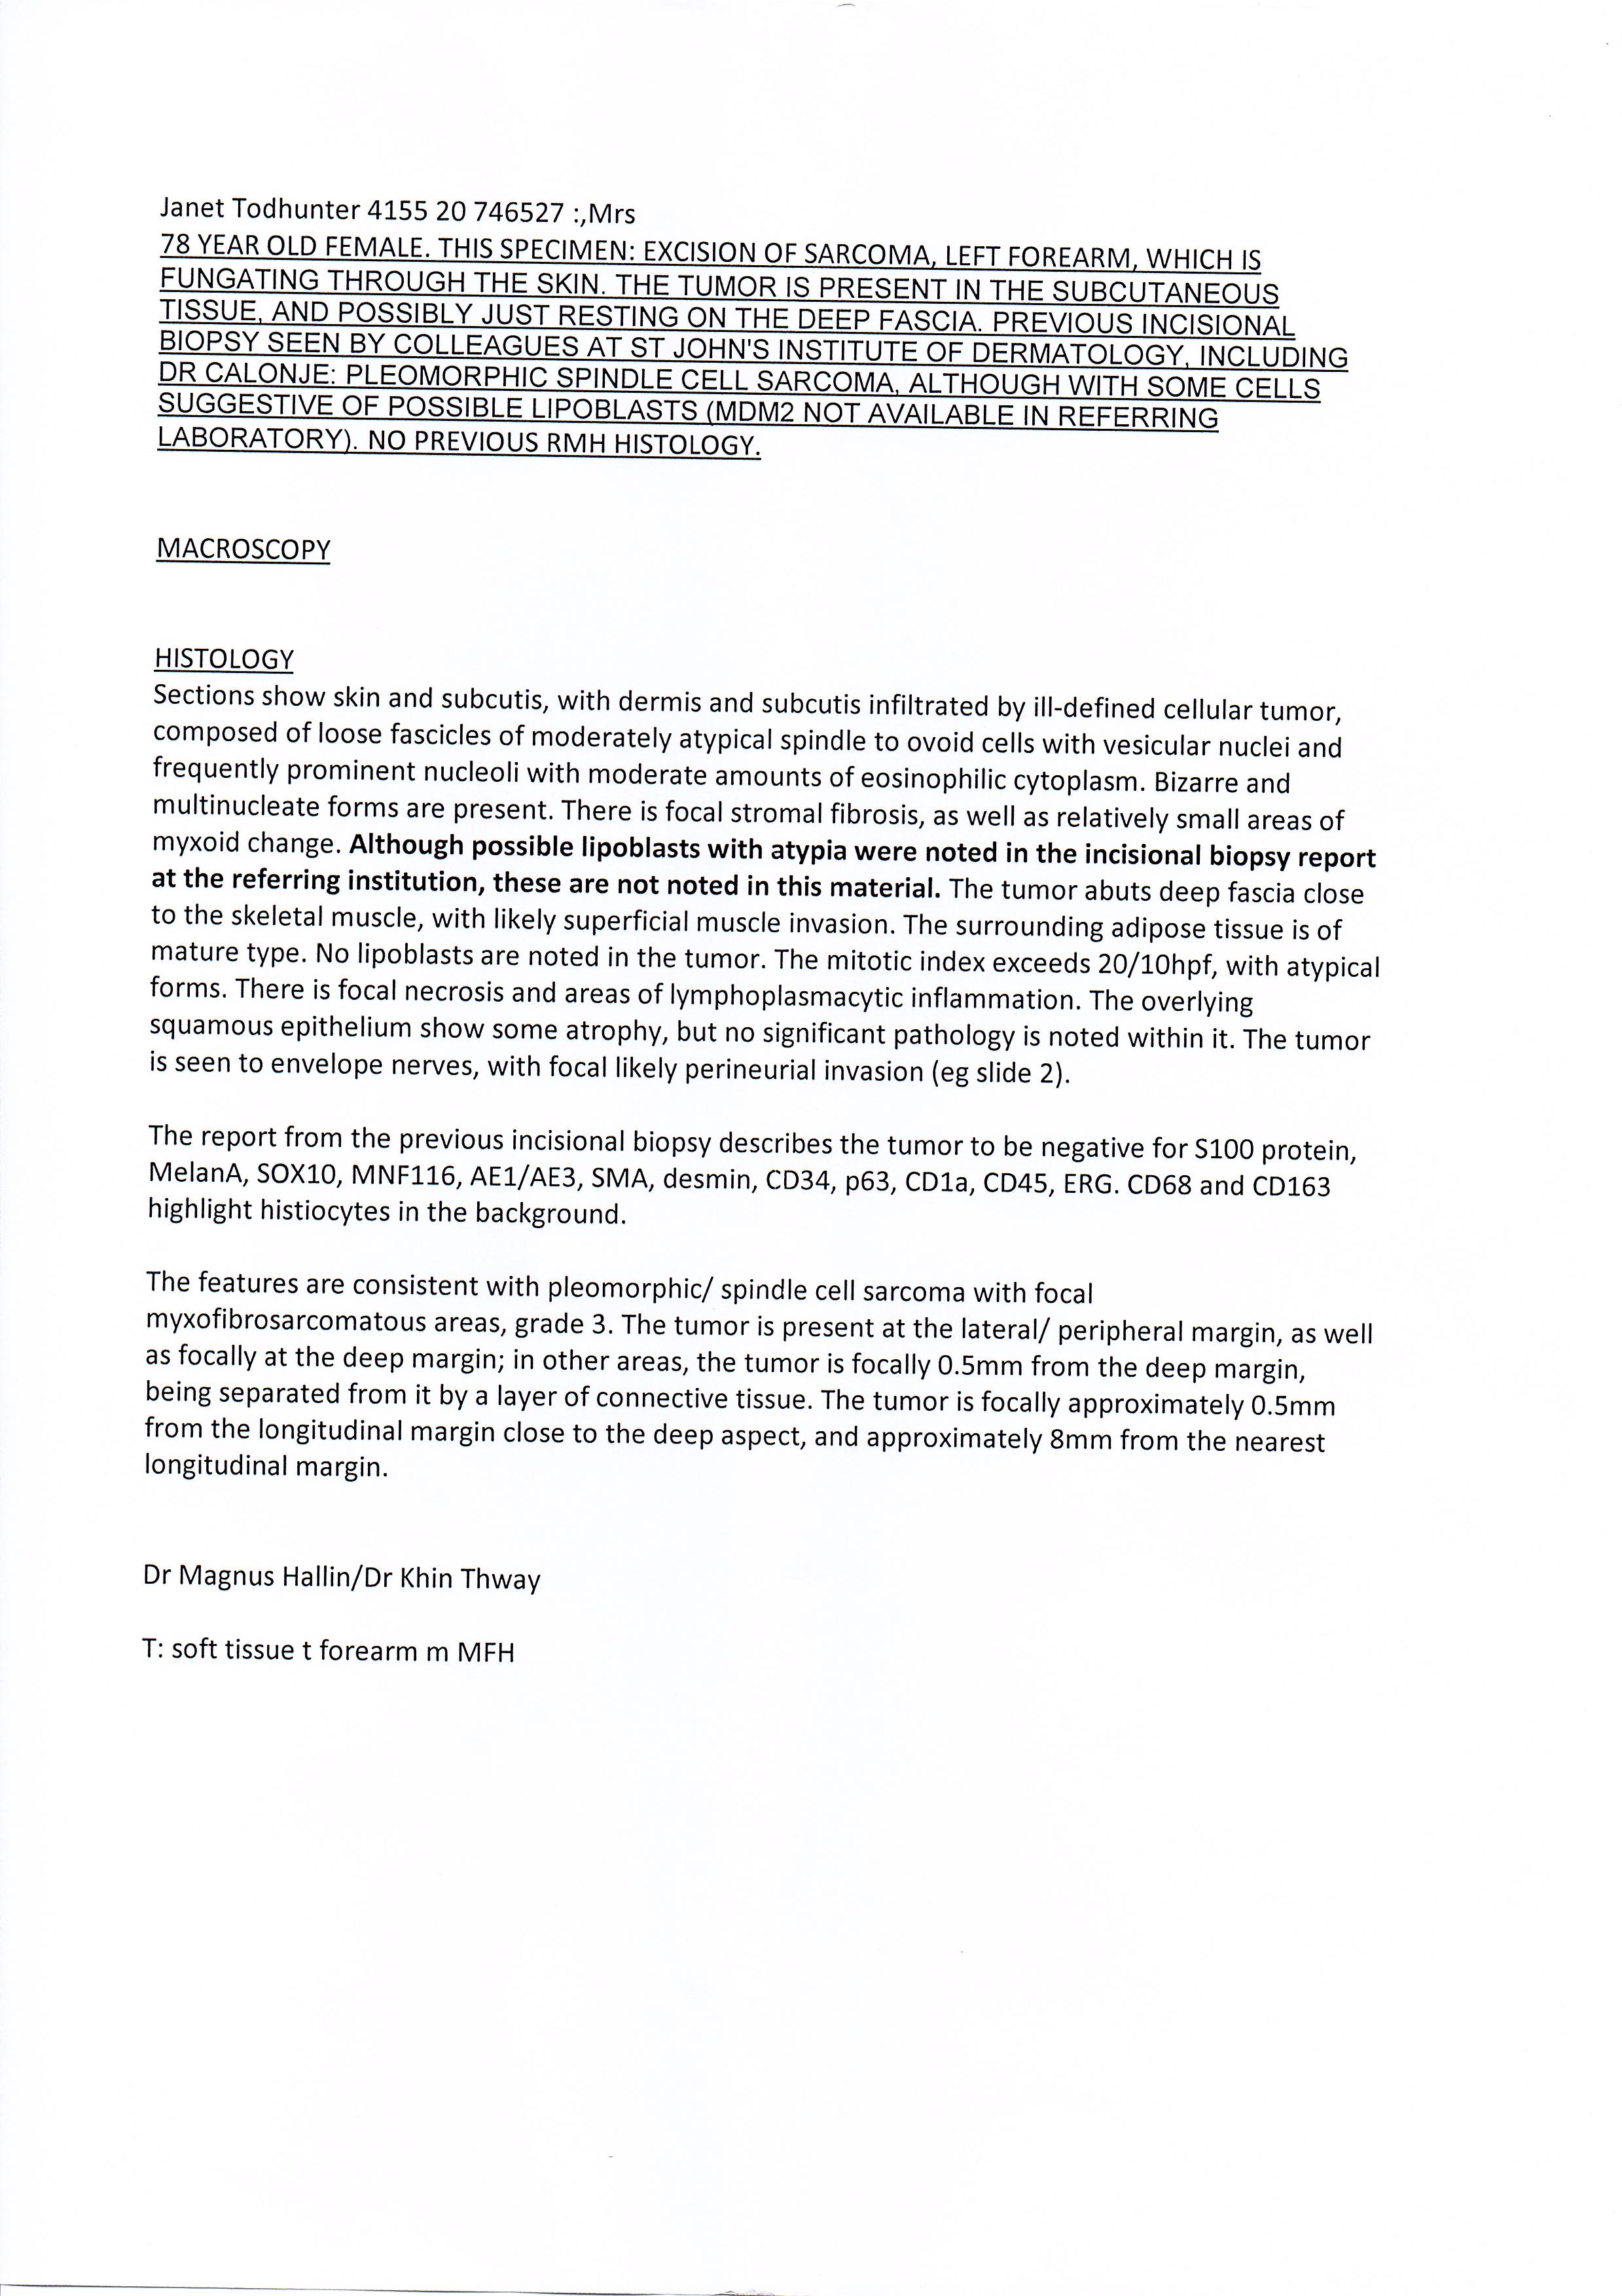 Janet Todhunter 4155 20 746527 :,Mrs
78 YEAR OLD FEMALE. THIS SPECIMEN: EXCISION OF SARCOMA, LEFT FOREARM, WHICH IS
FUNGATING THROUGH THE SKIN. THE TUMOR IS PRESENT IN THE SUBCUTANEOUS
TISSUE, AND POSSIBLY JUST RESTING ON THE DEEP FASCIA. PREVIOUS INCISIONAL
BIOPSY SEEN BY COLLEAGUES AT ST JOHN'S INSTITUTE OF DERMATOLOGY, INCLUDING
DR CALONJE: PLEOMORPHIC SPINDLE CELL SARCOMA, ALTHOUGH WITH SOME CELLS
SUGGESTIVE OF POSSIBLE LIPOBLASTS (MDM2 NOT AVAILABLE IN REFERRING
LABORATORY). NO PREVIOUS RMH HISTOLOGY.
MACROSCOPY
HISTOLOGY
Sections show skin and subcutis, with dermis and subcutis infiltrated by ill-defined cellular tumor,
composed of loose fascicles of moderately atypical spindle to ovoid cells with vesicular nuclei and
frequently prominent nucleoli with moderate amounts of eosinophilic cytoplasm. Bizarre and
multinucleate forms are present. There is focal stromal fibrosis, as well as relatively small areas of
myxoid change. Although possible lipoblasts with atypia were noted in the incisional biopsy report
at the referring institution, these are not noted in this material. The tumor abuts deep fascia close
to the skeletal muscle, with likely superficial muscle invasion. The surrounding adipose tissue is of
mature type. No lipoblasts are noted in the tumor. The mitotic index exceeds 20/10hpf, with atypical
forms. There is focal necrosis and areas of lymphoplasmacytic inflammation. The overlying
squamous epithelium show some atrophy, but no significant pathology is noted within it. The tumor
is seen to envelope nerves, with focal likely perineurial invasion (eg slide 2).
The report from the previous incisional biopsy describes the tumor to be negative for S100 protein,
MelanA, SOX10, MNF116, AE1/AE3, SMA, desmin, CD34, p63, CD1a, CD45, ERG. CD68 and CD163
highlight histiocytes in the background.
The features are consistent with pleomorphic/ spindle cell sarcoma with focal
myxofibrosarcomatous areas, grade 3. The tumor is present at the lateral/ peripheral margin, as well
as focally at the deep margin; in other areas, the tumor is focally 0.5mm from the deep margin,
being separated from it by a layer of connective tissue. The tumor is focally approximately 0.5mm
from the longitudinal margin close to the deep aspect, and approximately 8mm from the nearest
longitudinal margin.
Dr Magnus Hallin/Dr Khin Thway
T: soft tissue t forearm m MFH